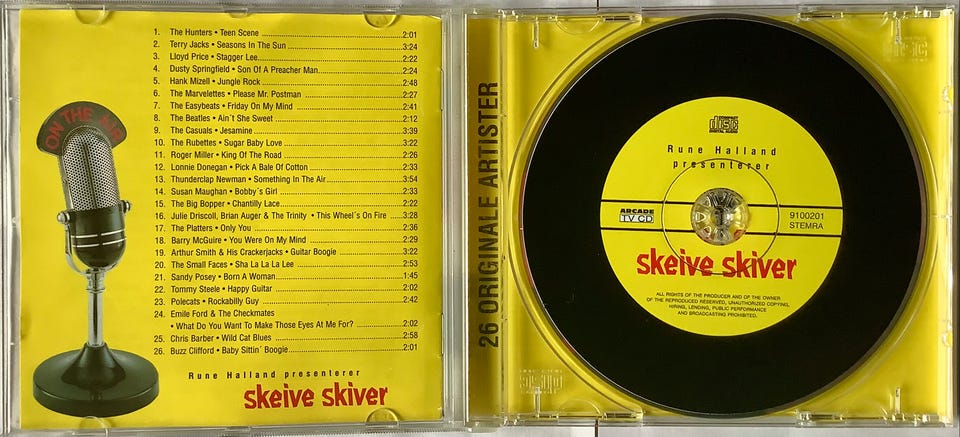 ON THE AIR
1. The Hunters • Teen Scene 2:01
2. Terry Jacks • Seasons In The Sun 3:24
3. Lloyd Price • Stagger Lee 2:22
4. Dusty Springfield • Son Of A Preacher Man 2:24
5. Hank Mizell • Jungle Rock 2:48
6. The Marvelettes • Please Mr. Postman 2:27
7. The Easybeats • Friday On My Mind 2:41
8. The Beatles • Ain´t She Sweet 2:12
9. The Casuals • Jesamine 3:39
10. The Rubettes • Sugar Baby Love 3:22
11. Roger Miller • King Of The Road 2:26
12. Lonnie Donegan • Pick A Bale Of Cotton 2:33
13. Thunderclap Newman • Something In The Air 3:54
14. Susan Maughan • Bobby´s Girl 2:33
15. The Big Bopper • Chantilly Lace 2:22
16. Julie Driscoll, Brian Auger & The Trinity • This Wheel´s On Fire 3:28
17. The Platters • Only You 2:36
18. Barry McGuire • You Were On My Mind 2:29
19. Arthur Smith & His Crackerjacks • Guitar Boogie 3:22
20. The Small Faces • Sha La La La Lee 2:53
21. Sandy Posey • Born A Woman 1:45
22. Tommy Steele • Happy Guitar 2:02
23. Polecats • Rockabilly Guy 2:42
24. Emile Ford & The Checkmates
• What Do You Want To Make Those Eyes At Me For? 2:02
25. Chris Barber • Wild Cat Blues 2:58
26. Buzz Clifford • Baby Sittin´ Boogie 2:01
Rune Halland presenterer
skeive skiver
26 ORIGINALE ARTISTER
COMPACT
disc
DIGITAL AUDIO
Rune Halland
presenterer
ARCADE
TV CD
9100201
STEMRA
skeive skiver
ALL RIGHTS OF THE PRODUCER AND OF THE OWNER
OF THE REPRODUCED RESERVED, UNAUTHORIZED COPYING,
HIRING, LENDING, PUBLIC PERFORMANCE
AND BROADCASTING PROHIBITED.